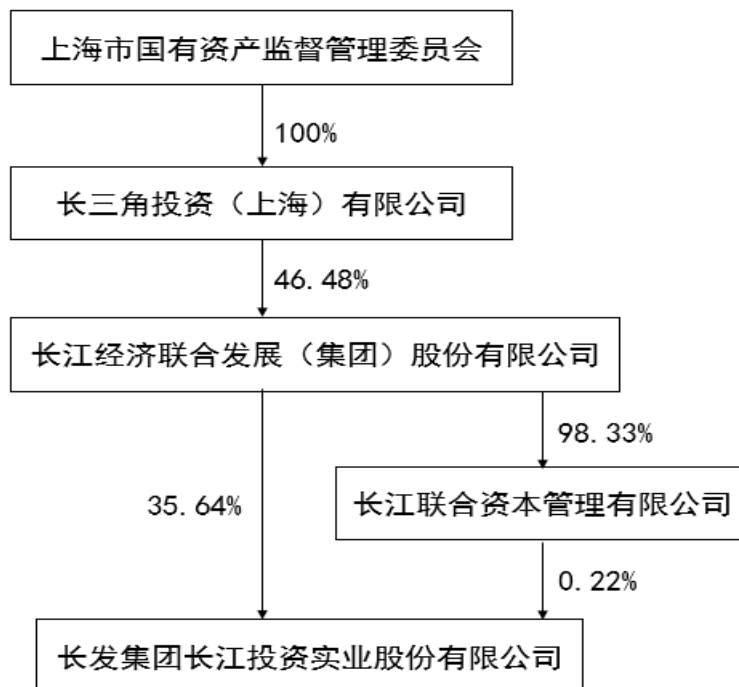 上海市国有资产监督管理委员会
100%
长三角投资（上海）有限公司
46.48%
长江经济联合发展（集团）股份有限公司
98.33%
35.64%
长江联合资本管理有限公司
0.22%
长发集团长江投资实业股份有限公司